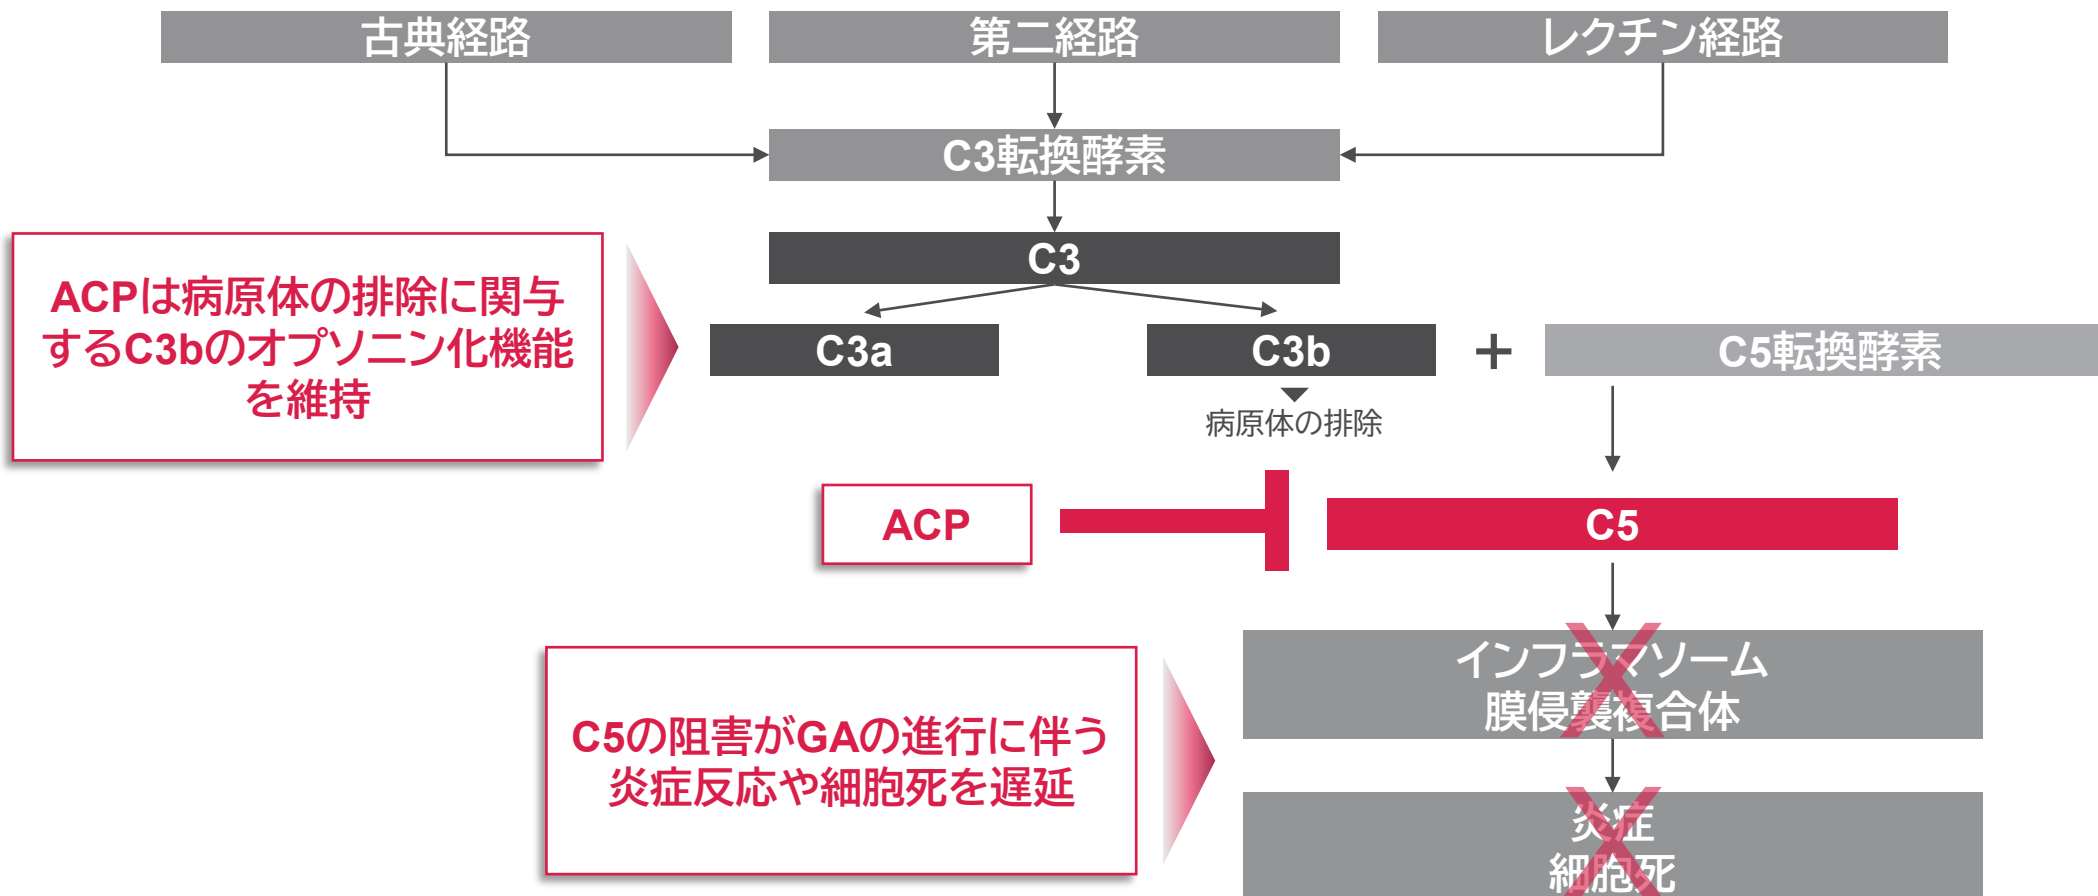 古典経路
第二経路
レクチン経路
C3転換酵素
C3
ACPは病原体の排除に関与
するC3bのオプソニン化機能
を維持
C3a
C3b
+
C5転換酵素
病原体の排除
ACP
C5
インフラマソーム
膜侵襲複合体
C5の阻害がGAの進行に伴う
炎症反応や細胞死を遅延
炎症
細胞死